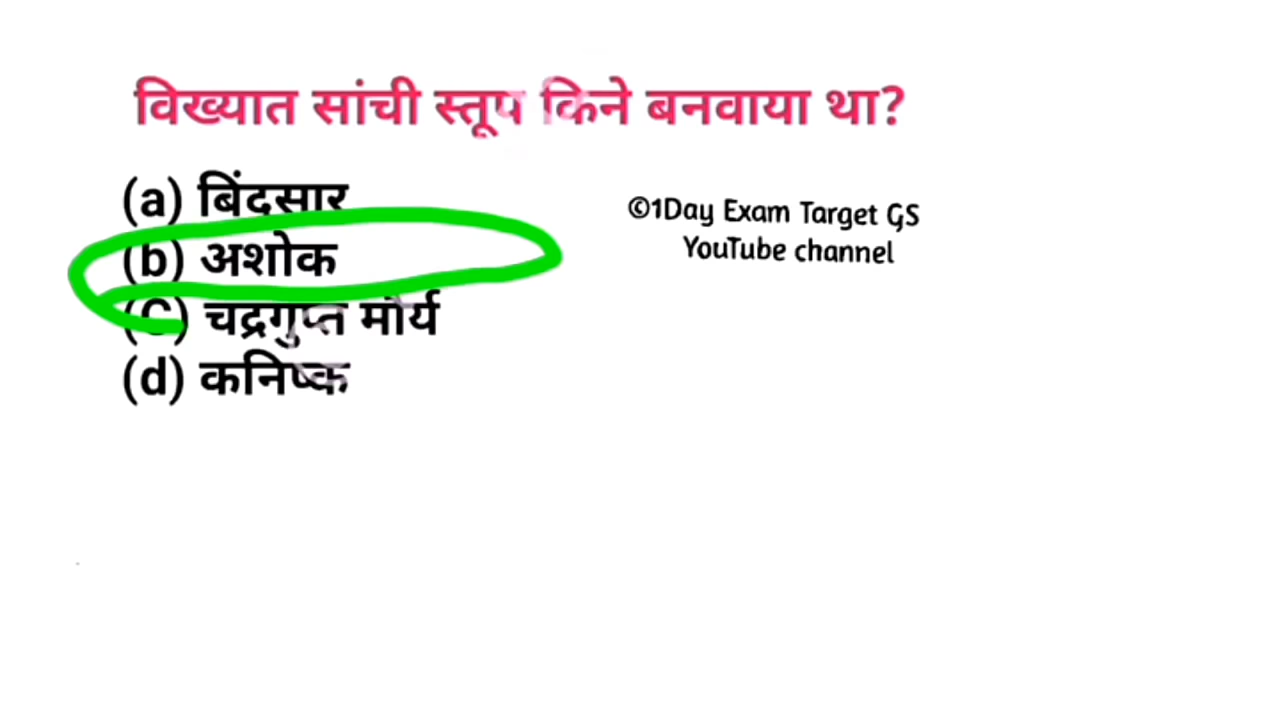 विख्यात सांची स्तूप किने बनवाया था?
(a) बिंदसार
(b) अशोक
(C) चद्रगुप्त मोर्य
(d) कनिष्क
©1Day Exam Target GS
YouTube channel